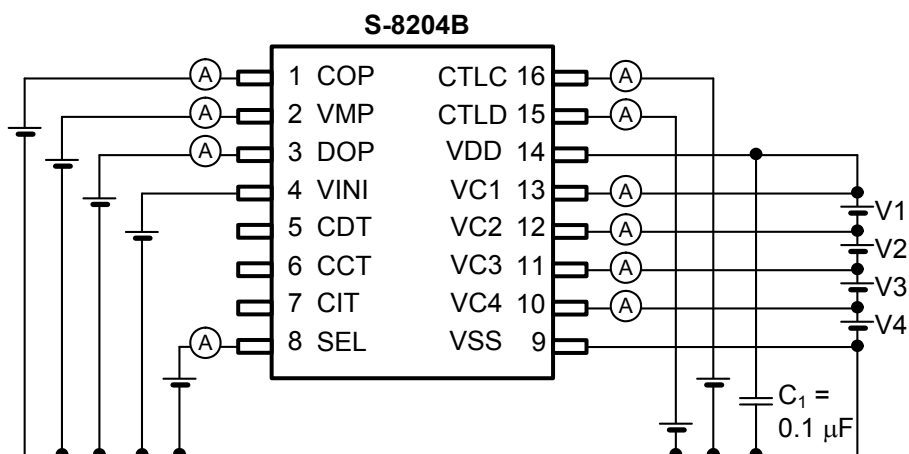 S-8204B
A 1 COP CTLC 16 A
A 2 VMP CTLD 15 A
A 3 DOP VDD 14
4 VINI VC1 13 A
V1
5 CDT VC2 12 A
V2
6 CCT VC3 11 A
V3
7 CIT VC4 10 A
V4
A 8 SEL VSS 9
C₁ =
0.1 μF